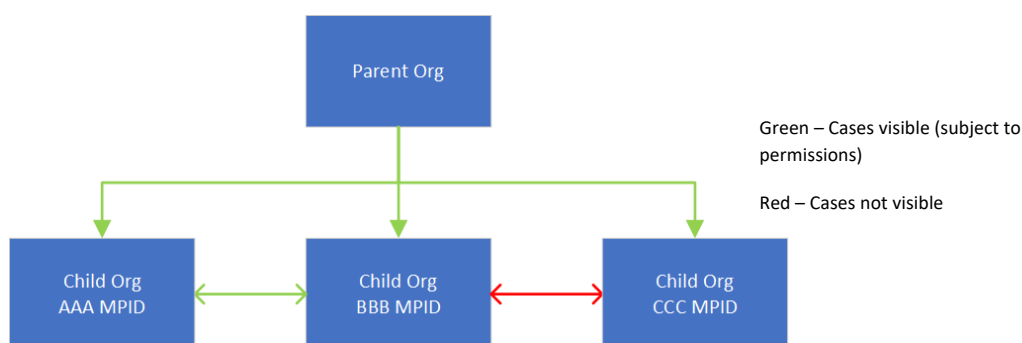 Parent Org
Green – Cases visible (subject to
permissions)
Red – Cases not visible
Child Org
AAA MPID
Child Org
BBB MPID
Child Org
CCC MPID